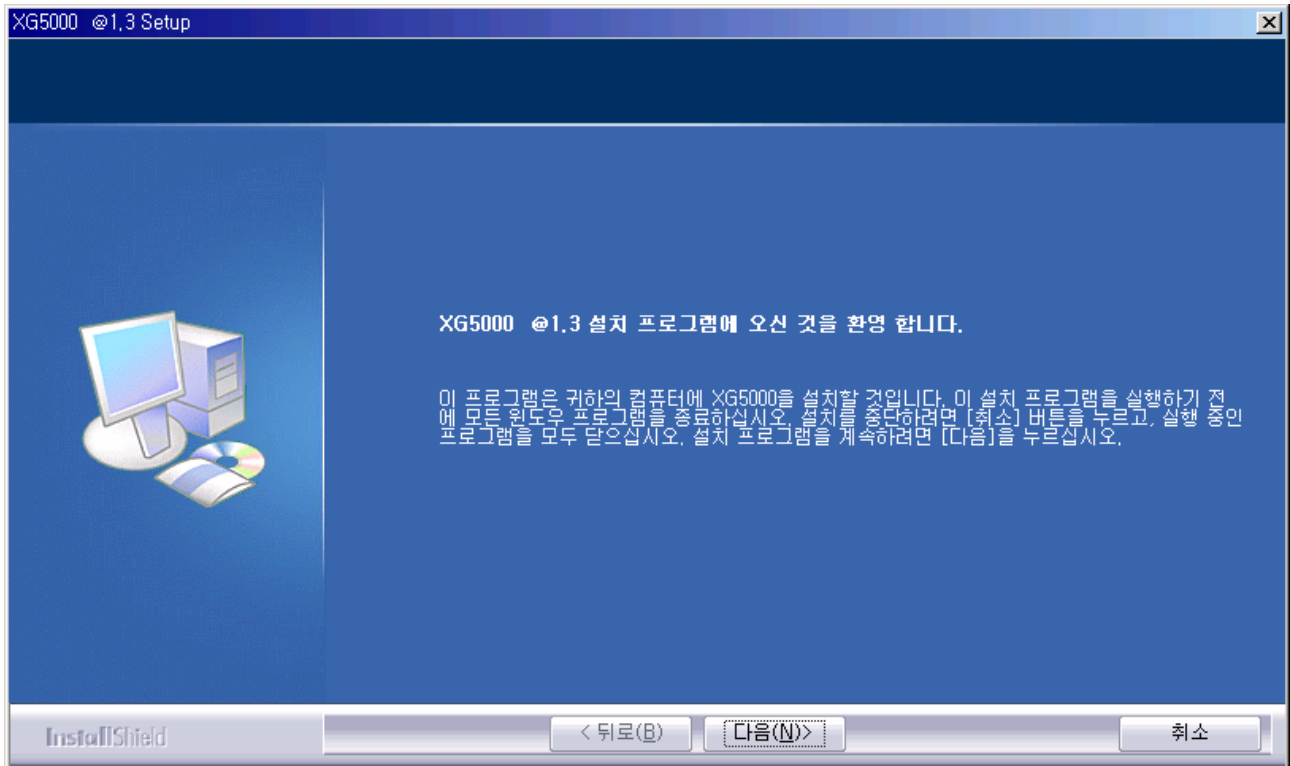 XG5000 @1,3 Setup
XG5000 @1,3 설치 프로그램에 오신 것을 환영 합니다.
이 프로그램은 귀하의 컴퓨터에 XG5000을 설치할 것입니다. 이 설치 프로그램을 실행하기 전
에 모든 윈도우 프로그램을 종료하십시오. 설치를 중단하려면 [취소] 버튼을 누르고, 실행 중인
프로그램을 모두 닫으십시오. 설치 프로그램을 계속하려면 [다음]을 누르십시오.
InstallShield
< 뒤로(B)
다음(N)>
취소